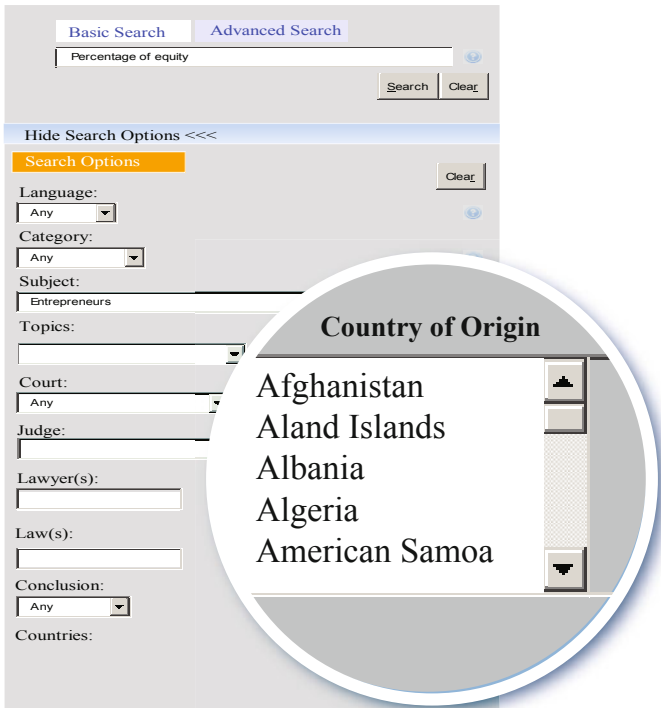 Basic Search Advanced Search
Percentage of equity
Search Clear
Hide Search Options <<<
Search Options
Clear
Language:
Any
Category:
Any
Subject:
Entrepreneurs
Topics:
Court:
Any
Judge:
Lawyer(s):
Law(s):
Conclusion:
Any
Countries:
Country of Origin
Afghanistan
Aland Islands
Albania
Algeria
American Samoa